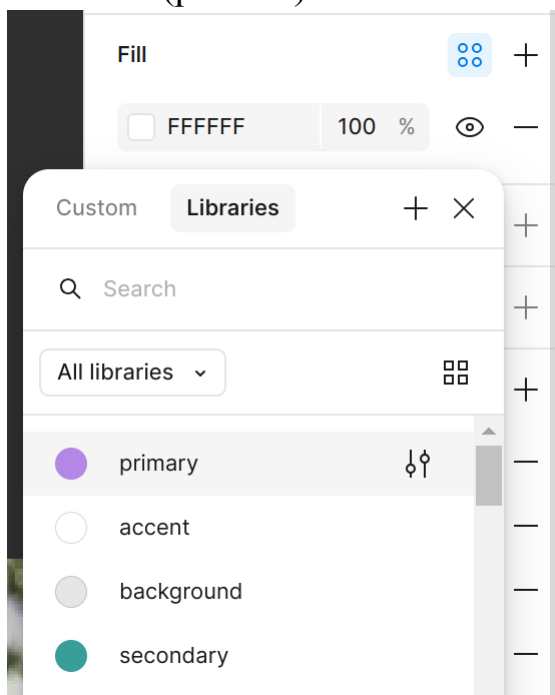 Fill
FFFFFF 100 %
Custom Libraries
Search
All libraries
primary
accent
background
secondary